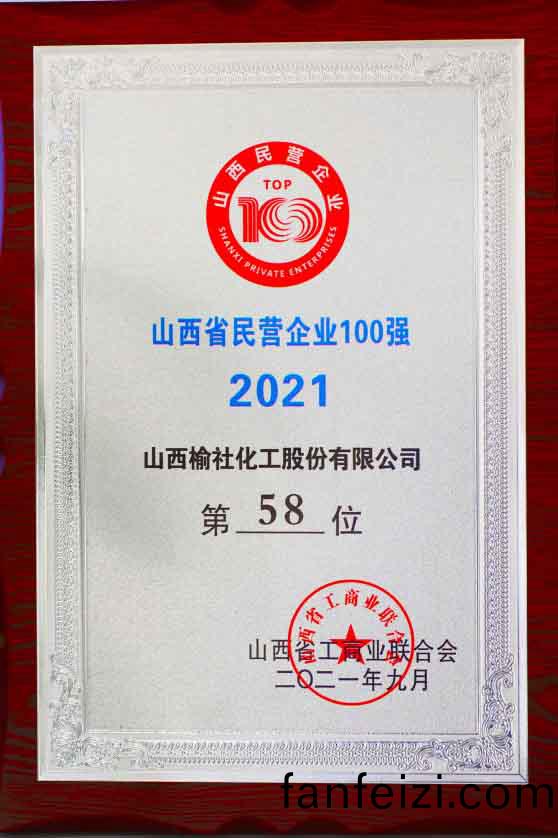 山西民营企业
TOP
100
SHANXI PRIVATE ENTERPRISES
山西省民营企业100强
2021
山西榆社化工股份有限公司
第 58 位
山西省工商业联合会
山西省工商业联合会
二〇二一年九月
fanfeizi.com